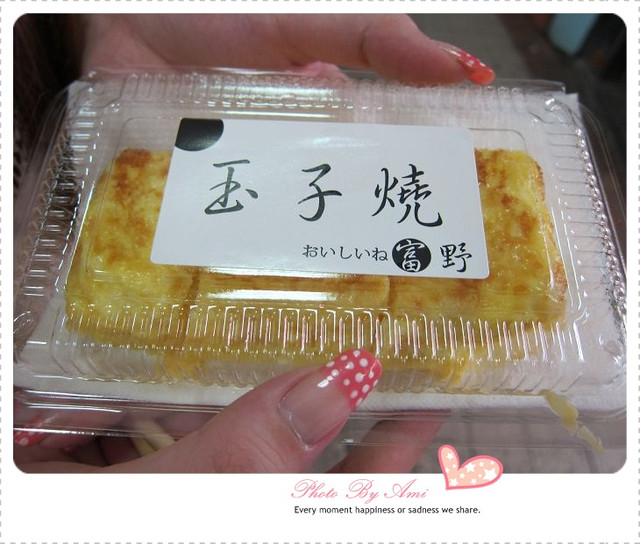 玉子燒
おいしいね 富野
Photo By Ami
Every moment happiness or sadness we share.